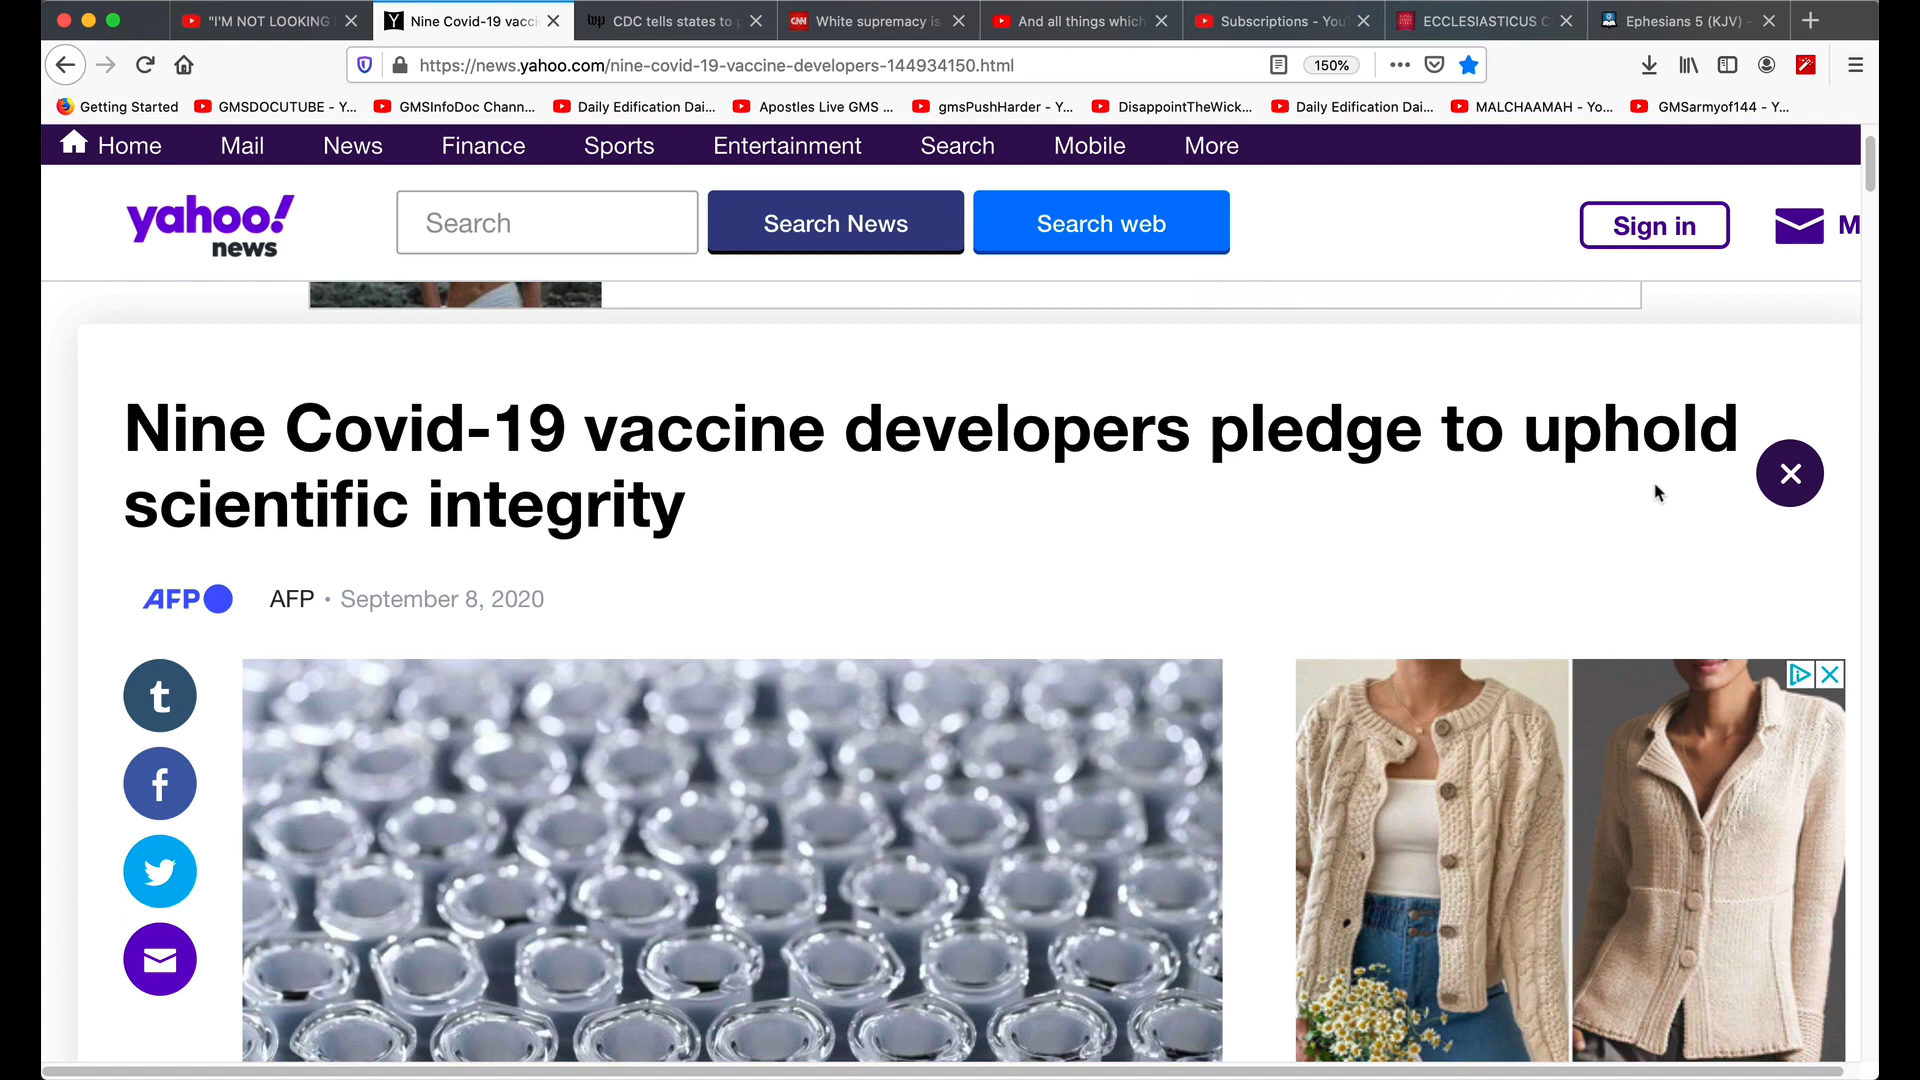 "I'M NOT LOOKING
Nine Covid-19 vacci
CDC tells states to
White supremacy is
And all things which
Subscriptions - You
ECCLESIASTICUS
Ephesians 5 (KJV) -
https://news.yahoo.com/nine-covid-19-vaccine-developers-144934150.html
150%
Getting Started
GMSDOCUTUBE - Y...
GMSInfoDoc Chann...
Daily Edification Dai...
Apostles Live GMS ...
gmsPushHarder - Y...
DisappointTheWick...
Daily Edification Dai...
MALCHAAMAH - Yo...
GMSarmyof144 - Y...
Home
Mail
News
Finance
Sports
Entertainment
Search
Mobile
More
yahoo!
news
Search
Search News
Search web
Sign in
M
Nine Covid-19 vaccine developers pledge to uphold
scientific integrity
AFP
AFP • September 8, 2020